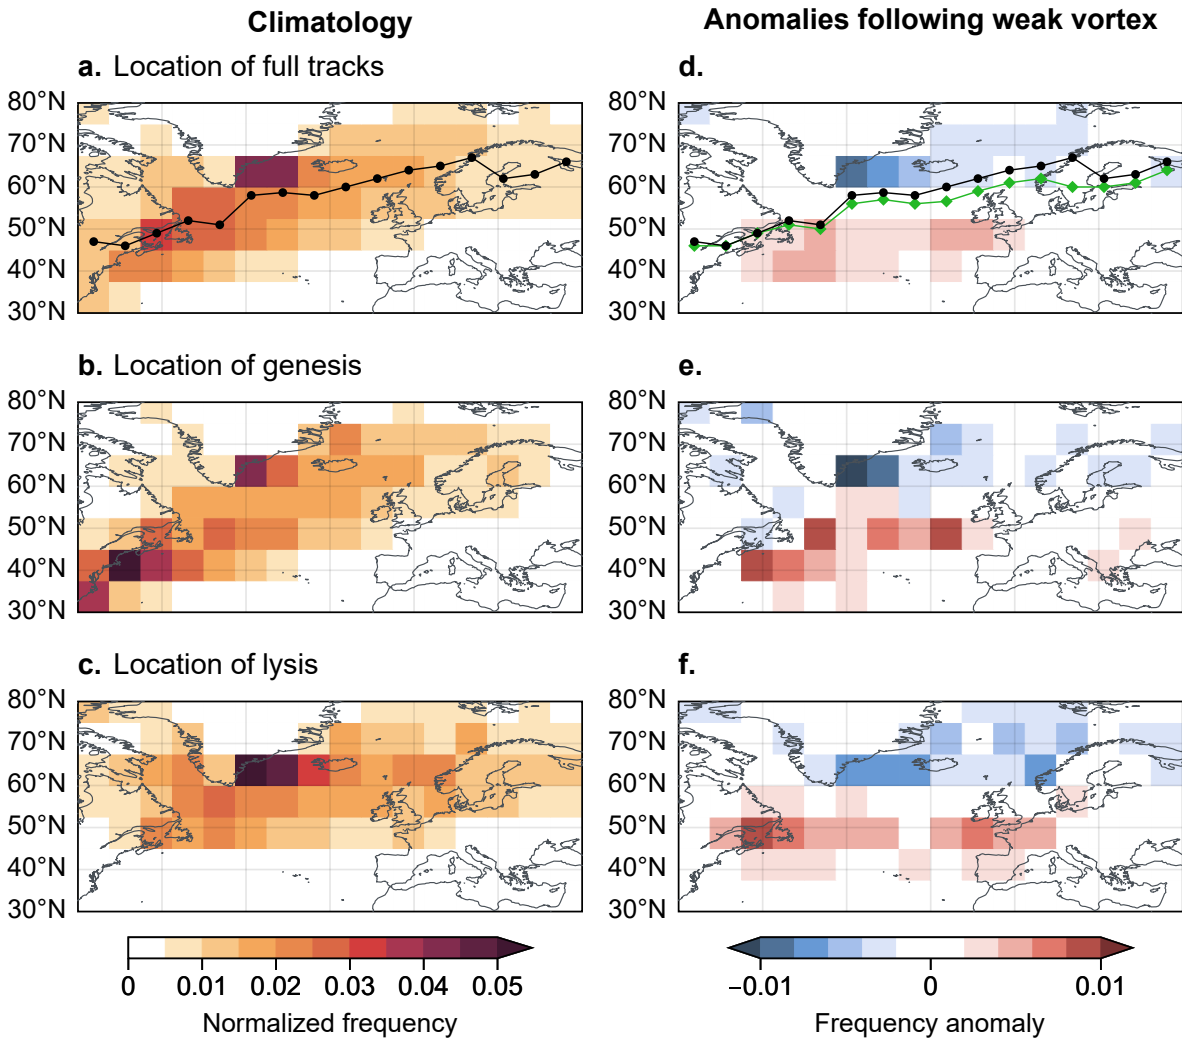 Climatology
Anomalies following weak vortex
a. Location of full tracks
d.
80°N
70°N
60°N
50°N
40°N
30°N
80°N
70°N
60°N
50°N
40°N
30°N
b. Location of genesis
e.
80°N
70°N
60°N
50°N
40°N
30°N
80°N
70°N
60°N
50°N
40°N
30°N
c. Location of lysis
f.
80°N
70°N
60°N
50°N
40°N
30°N
80°N
70°N
60°N
50°N
40°N
30°N
0 0.01 0.02 0.03 0.04 0.05
Normalized frequency
−0.01 0 0.01
Frequency anomaly